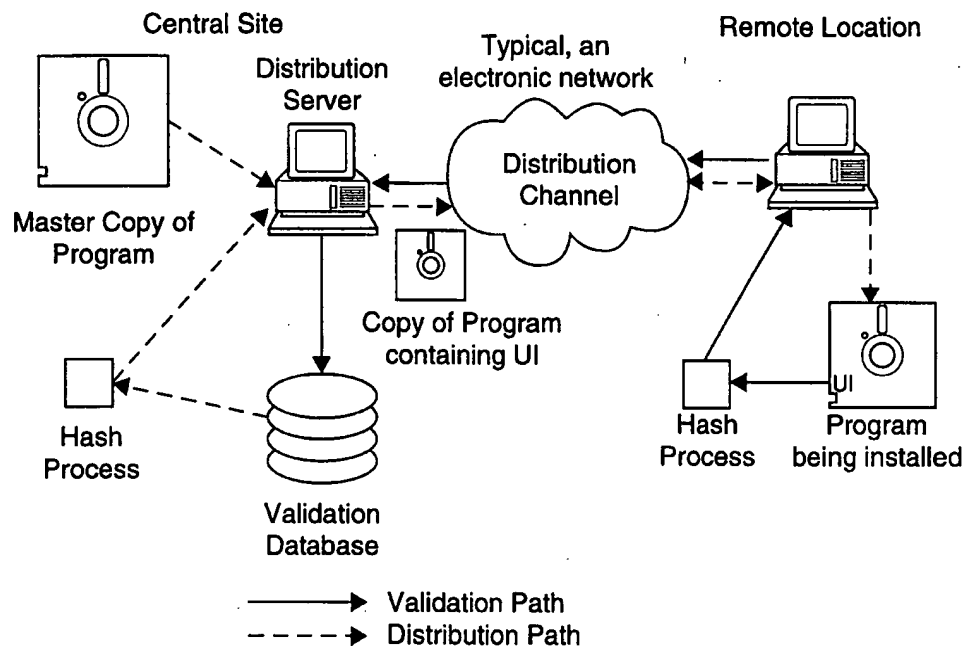 Central Site
Remote Location
Typical, an
electronic network
Distribution
Server
Distribution
Channel
Master Copy of
Program
Copy of Program
containing UI
UI
Hash
Process
Hash
Process
Program
being installed
Validation
Database
Validation Path
Distribution Path